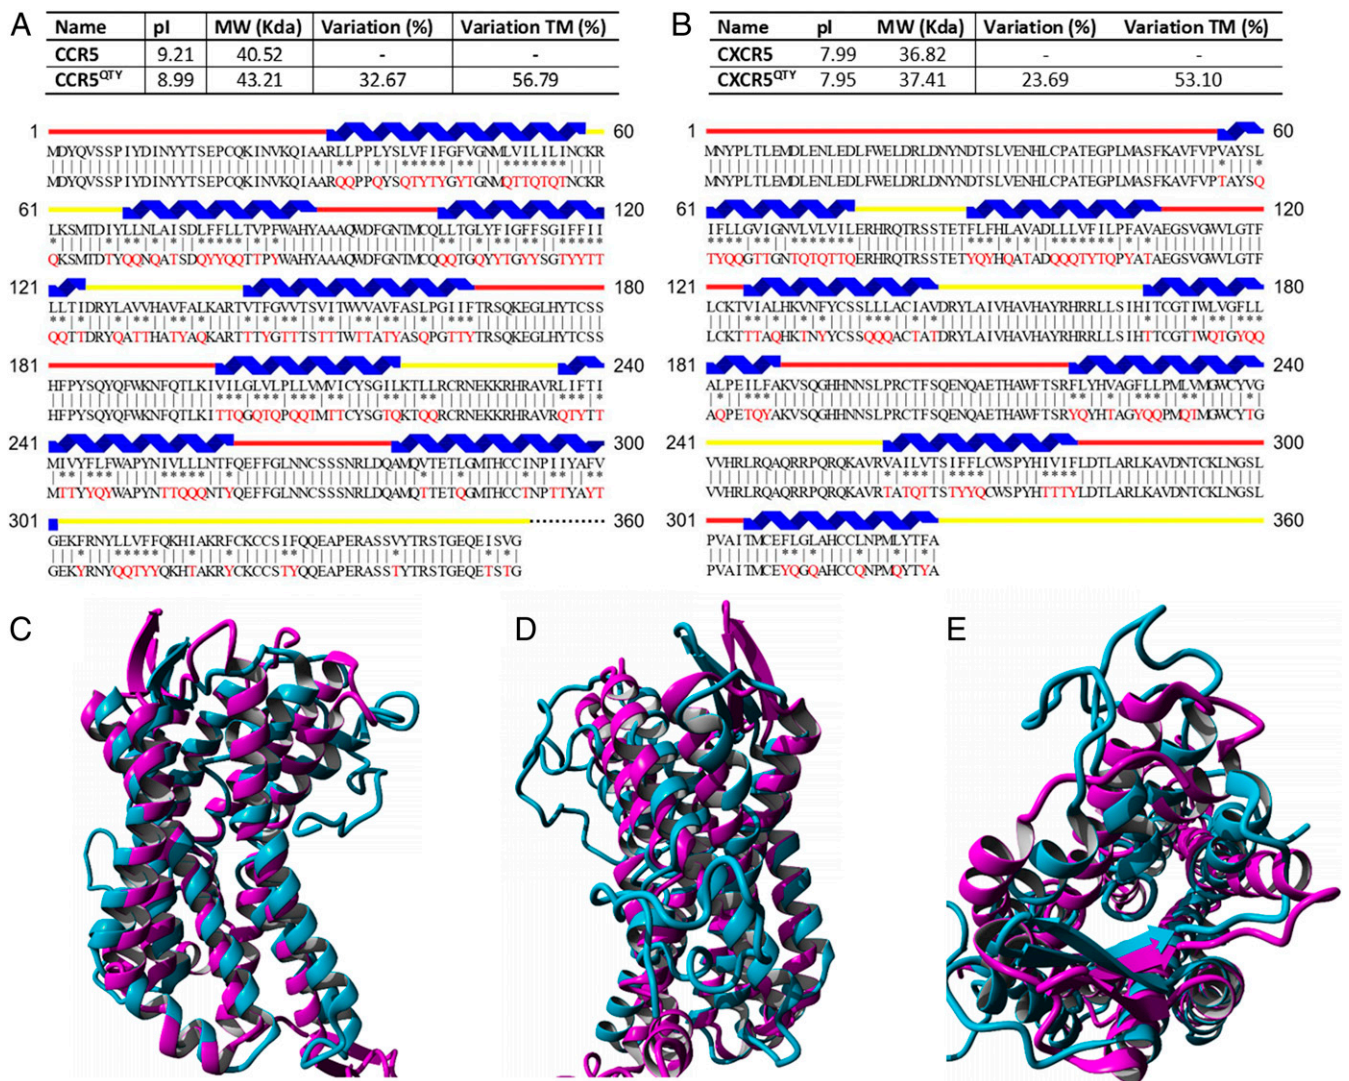 A
Name pI MW (Kda) Variation (%) Variation TM (%)
CCR5 9.21 40.52 - -
CCR5QTY 8.99 43.21 32.67 56.79
1 60
MDYQVSSPIYDINYYTSEPCQKINVKQIAARLLPPLYSLVFIFGFVGNMLVILILINCKR
MDYQVSSPIYDINYYTSEPCQKINVKQIAARQQPPQYSQTYTYGYTGNMQTTQTQTNCKR
61 120
LKSMTDIYLLNLAISDLFFLLTVPFWAHYAAAQWDFGNTMCQLLTGLYFIGFFSGIFFII
QKSMTDTYQQNQATSDQYYQQTTPYWAHYAAAQWDFGNTMCQQQTGQYYTGYYSGTYYTT
121 180
LLTIDRYLAVVHAVFALKARTVIFGVVTSVITWVVAVFASLPGIIFTRSQKEGLHYTCSS
QQTTDRYQATTHATYAQKARTTTYGTTTSTTTWTTATYASQPGTTYTRSQKEGLHYTCSS
181 240
HFPYSQYQFWKNFQTLKIVILGLVLPLLVMVICYSGILKTLLRCRNEKKRHRAVRLIFTI
HFPYSQYQFWKNFQTLKITTQGQTQPQQTMTTCYSGTQKTQQRCRNEKKRHRAVRQTYTT
241 300
MIVYFLFWAPYNIVLLLNTFQEFFGLNNCSSSNRLDQAMQVTETLGMTHCCINPIIYAFV
MTTYYQYWAPYNTTQQQNTYQEFFGLNNCSSSNRLDQAMQTTETQGMTHCCTNPTTYAYT
301 360
GEKFRNYLLVFFQKHIAKRFCKCCSIFQQEAPERASSVYTRSTGEQEISVG
GEKYRNYQQTYYQKHTAKRYCKCCSTYQQEAPERASSTYTRSTGEQETSTG
B
Name pI MW (Kda) Variation (%) Variation TM (%)
CXCR5 7.99 36.82 - -
CXCR5QTY 7.95 37.41 23.69 53.10
1 60
MNYPLTLEMDLENLEDLFWELDRLDNYNDTSLVENHLCPATEGPLMASFKAVFVPVAYSL
MNYPLTLEMDLENLEDLFWELDRLDNYNDTSLVENHLCPATEGPLMASFKAVFVPTAYSQ
61 120
IFLLGVIGNVLVLVILERHRQTRSSTETFLFHLAVADLLLVFILPFAVAEGSVGWVLGTF
TYQQGTTGNTQTQTTQERHRQTRSSTETYQYHQATADQQQTYTQPYATAEGSVGWVLGTF
121 180
LCKTVIALHKVNFYCSSLLLACIAVDRYLAIVHAVHAYRHRRLLSIHITCGTIWLVGFLL
LCKTTTAQHKTNYYCSSQQQACTATDRYLAIVHAVHAYRHRRLLSIHTTCGTTWQTGYQQ
181 240
ALPEILFAKVSQGHHNNSLPRCTFSQENQAETHAWFTSRFLYHVAGFLLPMLVMGWCYVG
AQPETQYAKVSQGHHNNSLPRCTFSQENQAETHAWFTSRYQYHTAGYQQPMQTMGWCYTG
241 300
VVHRLRQAQRRPQRQKAVRVAILVTSIFFLCWSPYHIVIFLDTLARLKAVDNTCKLNGSL
VVHRLRQAQRRPQRQKAVRTATQTTSTYYQCWSPYHTTTYLDTLARLKAVDNTCKLNGSL
301 360
PVAITMCEFLGLAHCCLNPMLYTFA
PVAITMCEYQGQAHCCQNPMQYTYA
C
D
E